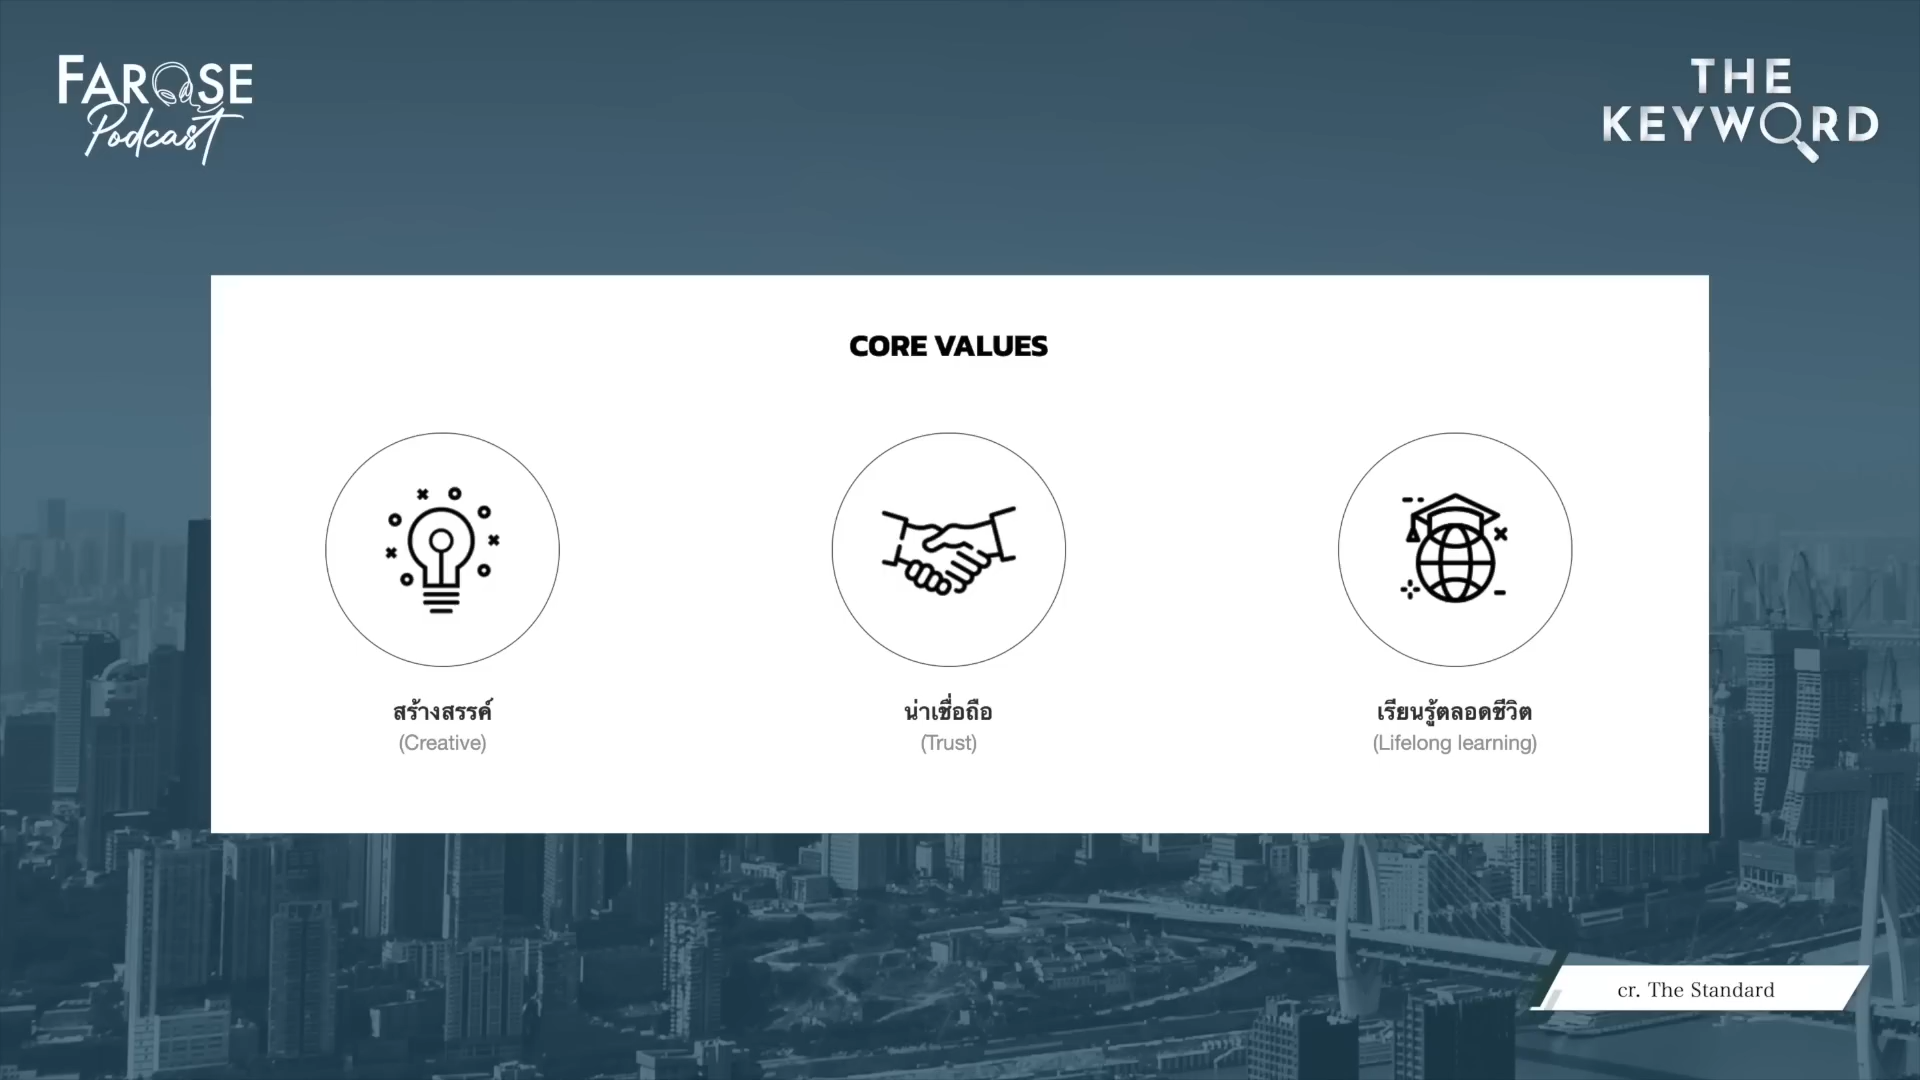 FAROSE
Podcast
THE
KEYWORD
CORE VALUES
สร้างสรรค์
(Creative)
น่าเชื่อถือ
(Trust)
เรียนรู้ตลอดชีวิต
(Lifelong learning)
cr. The Standard